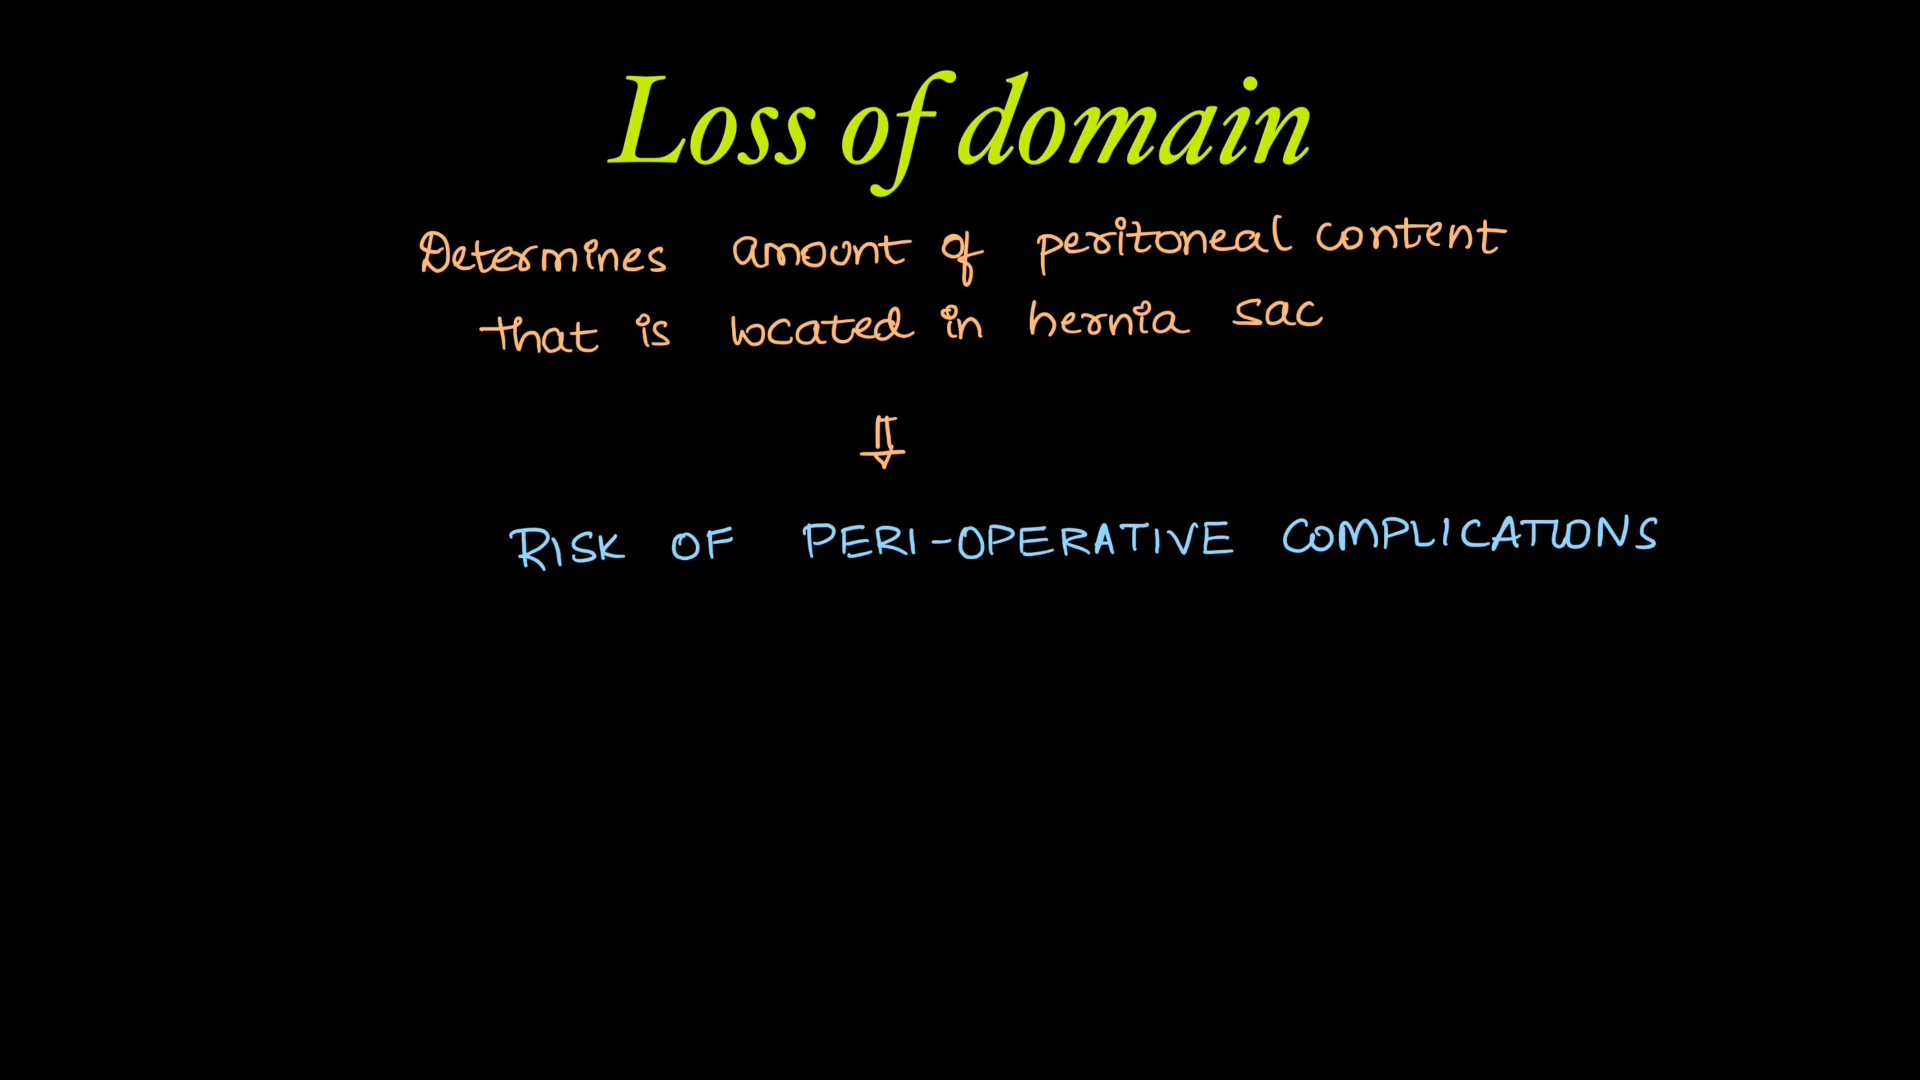 Loss of domain
Determines amount of peritoneal content
that is located in hernia sac
RISK OF PERI-OPERATIVE COMPLICATIONS